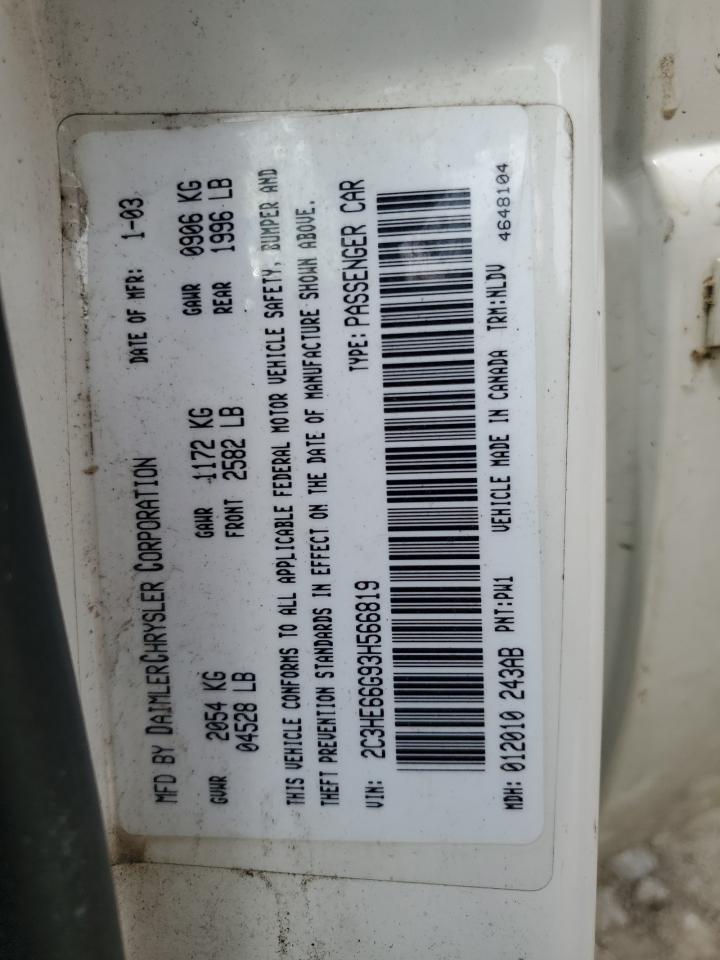 MFD BY DAIMLERCHRYSLER CORPORATION DATE OF MFR: 1-03
GVWR 2054 KG GAWR 1172 KG GAWR 0906 KG
04528 LB FRONT 2582 LB REAR 1996 LB
THIS VEHICLE CONFORMS TO ALL APPLICABLE FEDERAL MOTOR VEHICLE SAFETY, BUMPER AND
THEFT PREVENTION STANDARDS IN EFFECT ON THE DATE OF MANUFACTURE SHOWN ABOVE.
VIN: 2C3HE66G93H566819 TYPE: PASSENGER CAR
MDH: 012010 243AB PNT:PW1 VEHICLE MADE IN CANADA TRM:NLDV 4648104